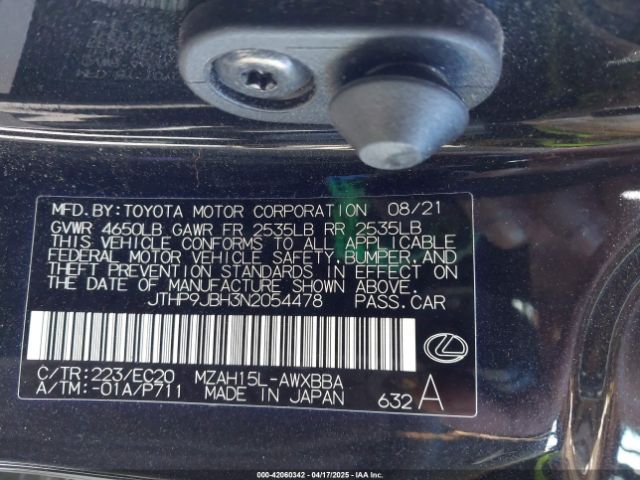 MFD.BY:TOYOTA MOTOR CORPORATION 08/21
GVWR 4650LB GAWR FR 2535LB RR 2535LB
THIS VEHICLE CONFORMS TO ALL APPLICABLE
FEDERAL MOTOR VEHICLE SAFETY,BUMPER,AND
THEFT PREVENTION STANDARDS IN EFFECT ON
THE DATE OF MANUFACTURE SHOWN ABOVE.
JTHP9JBH3N2054478 PASS.CAR
C/TR:223/EC20 MZAH15L-AWXBBA
A/TM:-01A/P711 MADE IN JAPAN 632 A
000-42060342 - 04/17/2025 - IAA Inc.